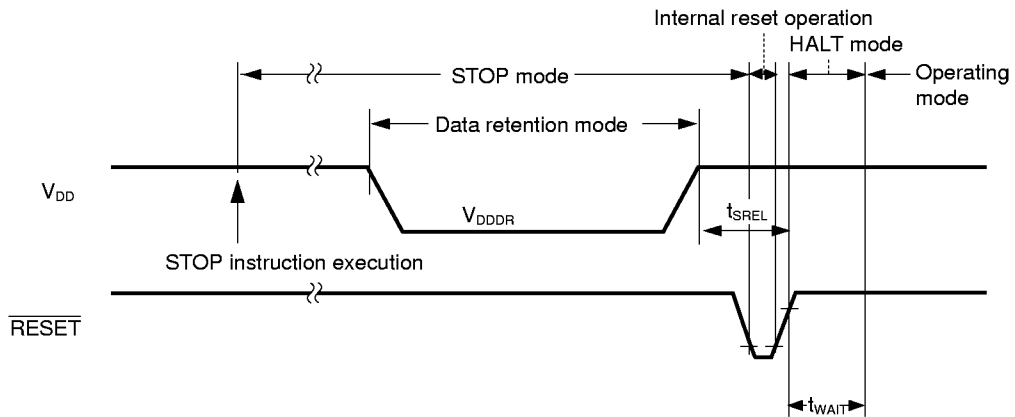 Internal reset operation
HALT mode
STOP mode
Operating
mode
Data retention mode
VDD
VDDDR
tSREL
STOP instruction execution
RESET
tWAIT